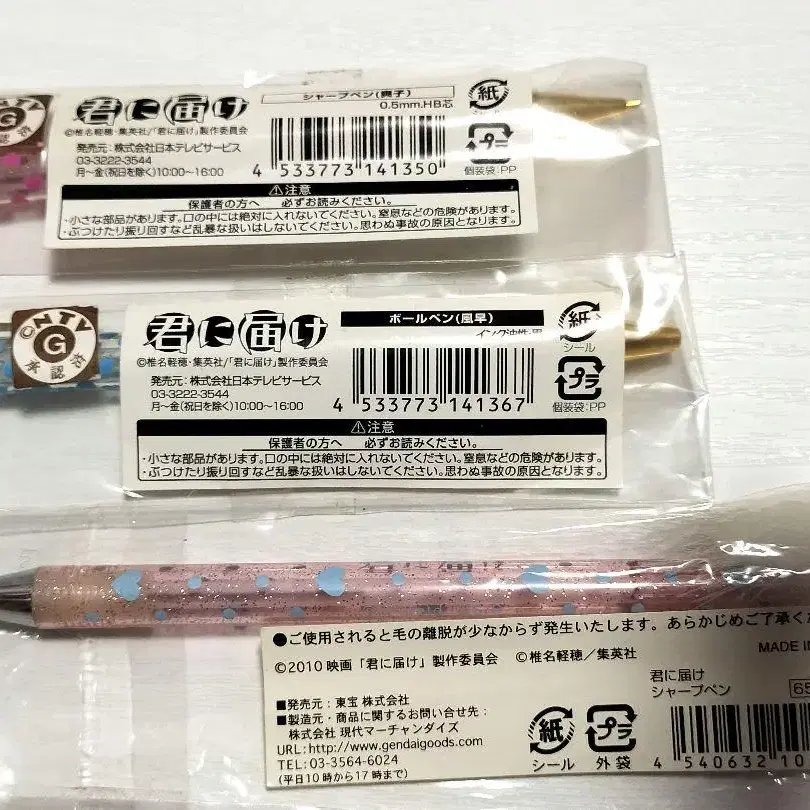 NTV
G
君に届け
©椎名軽穂・集英社/「君に届け」製作委員会
発売元：株式会社日本テレビサービス
03-3222-3544
月〜金(祝日を除く)10:00〜16:00
シャープペン(爽子)
0.5mm.HB芯
4 533773 141350
紙
プラ
個装袋:PP
⚠注意
保護者の方へ 必ずお読みください。
・小さな部品があります。口の中には絶対に入れないでください。窒息などの危険があります。
・ぶつけたり振り回すなど乱暴な扱いはしないでください。思わぬ事故の原因となります。
NTV
G
承認
君に届け
©椎名軽穂・集英社/「君に届け」製作委員会
発売元：株式会社日本テレビサービス
03-3222-3544
月〜金(祝日を除く)10:00〜16:00
ボールペン(風早)
インク油性・黒
4 533773 141367
紙
シール
プラ
個装袋:PP
⚠注意
保護者の方へ 必ずお読みください。
・小さな部品があります。口の中には絶対に入れないでください。窒息などの危険があります。
・ぶつけたり振り回すなど乱暴な扱いはしないでください。思わぬ事故の原因となります。
●ご使用されると毛の離脱が少なからず発生いたします。あらかじめご了承くだ
©2010 映画「君に届け」製作委員会 ©椎名軽穂／集英社
MADE IN
■発売元：東宝 株式会社
■製造元・商品に関するお問い合せ先：
株式会社 現代マーチャンダイズ
URL:http://www.gendaigoods.com
TEL:03-3564-6024
(平日10時から17時まで)
君に届け
シャープペン
65
紙
シール
プラ
外袋
4 540632 10